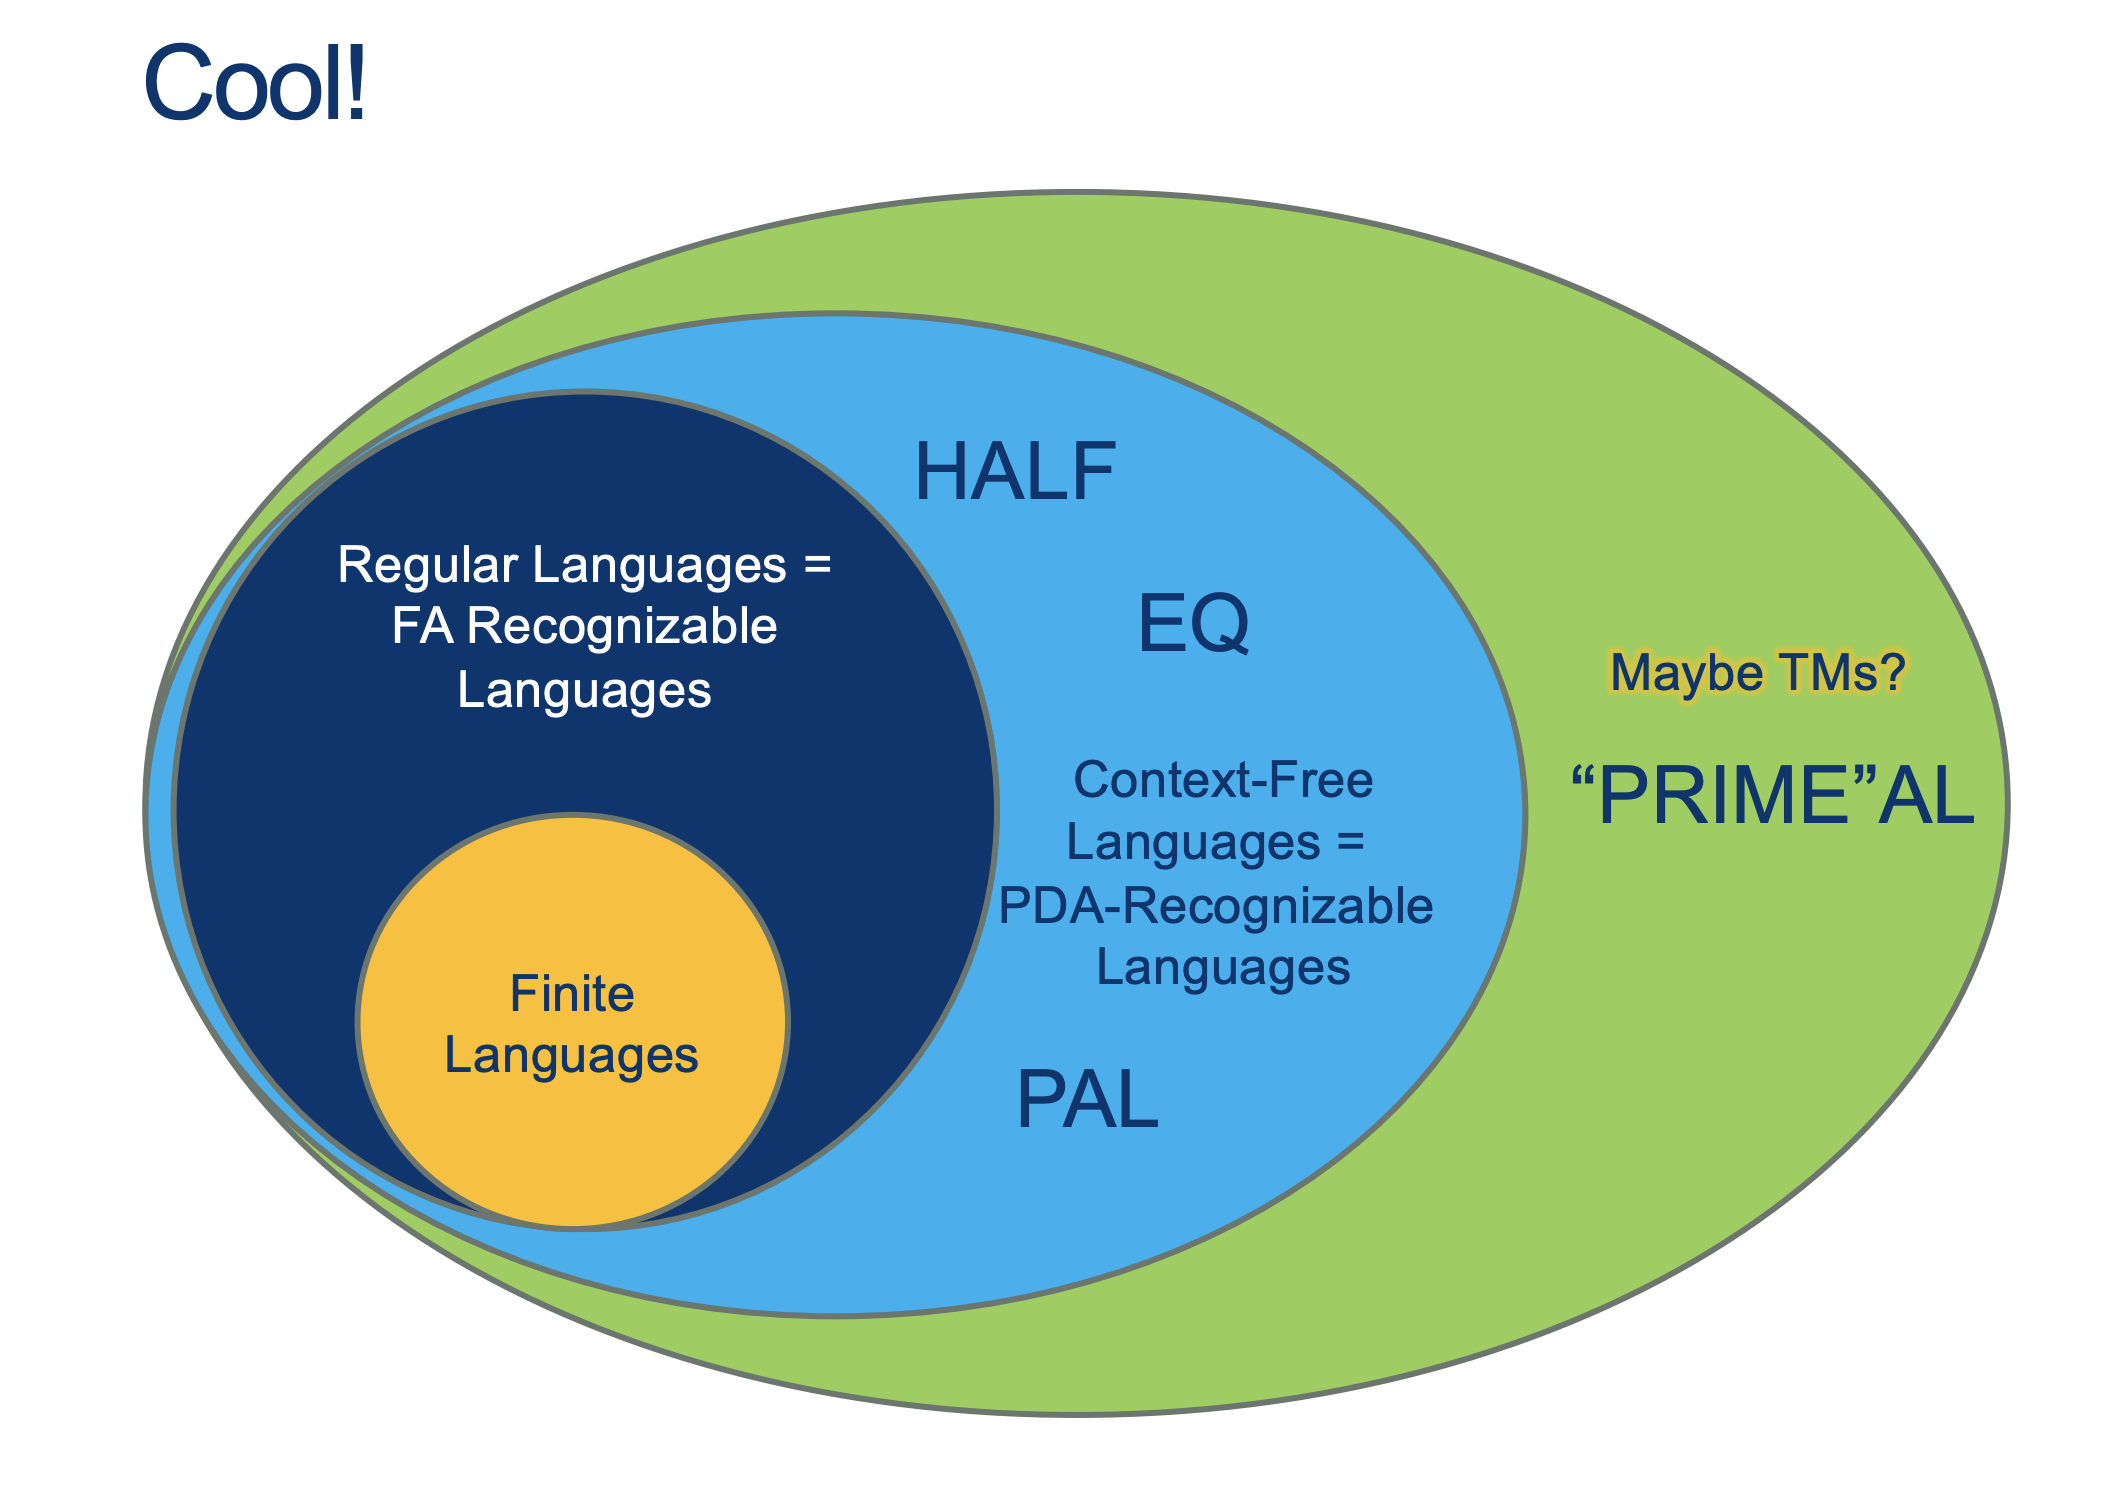 Cool!
Regular Languages =
FA Recognizable
Languages
Finite
Languages
HALF
EQ
Context-Free
Languages =
PDA-Recognizable
Languages
PAL
Maybe TMs?
“PRIME”AL